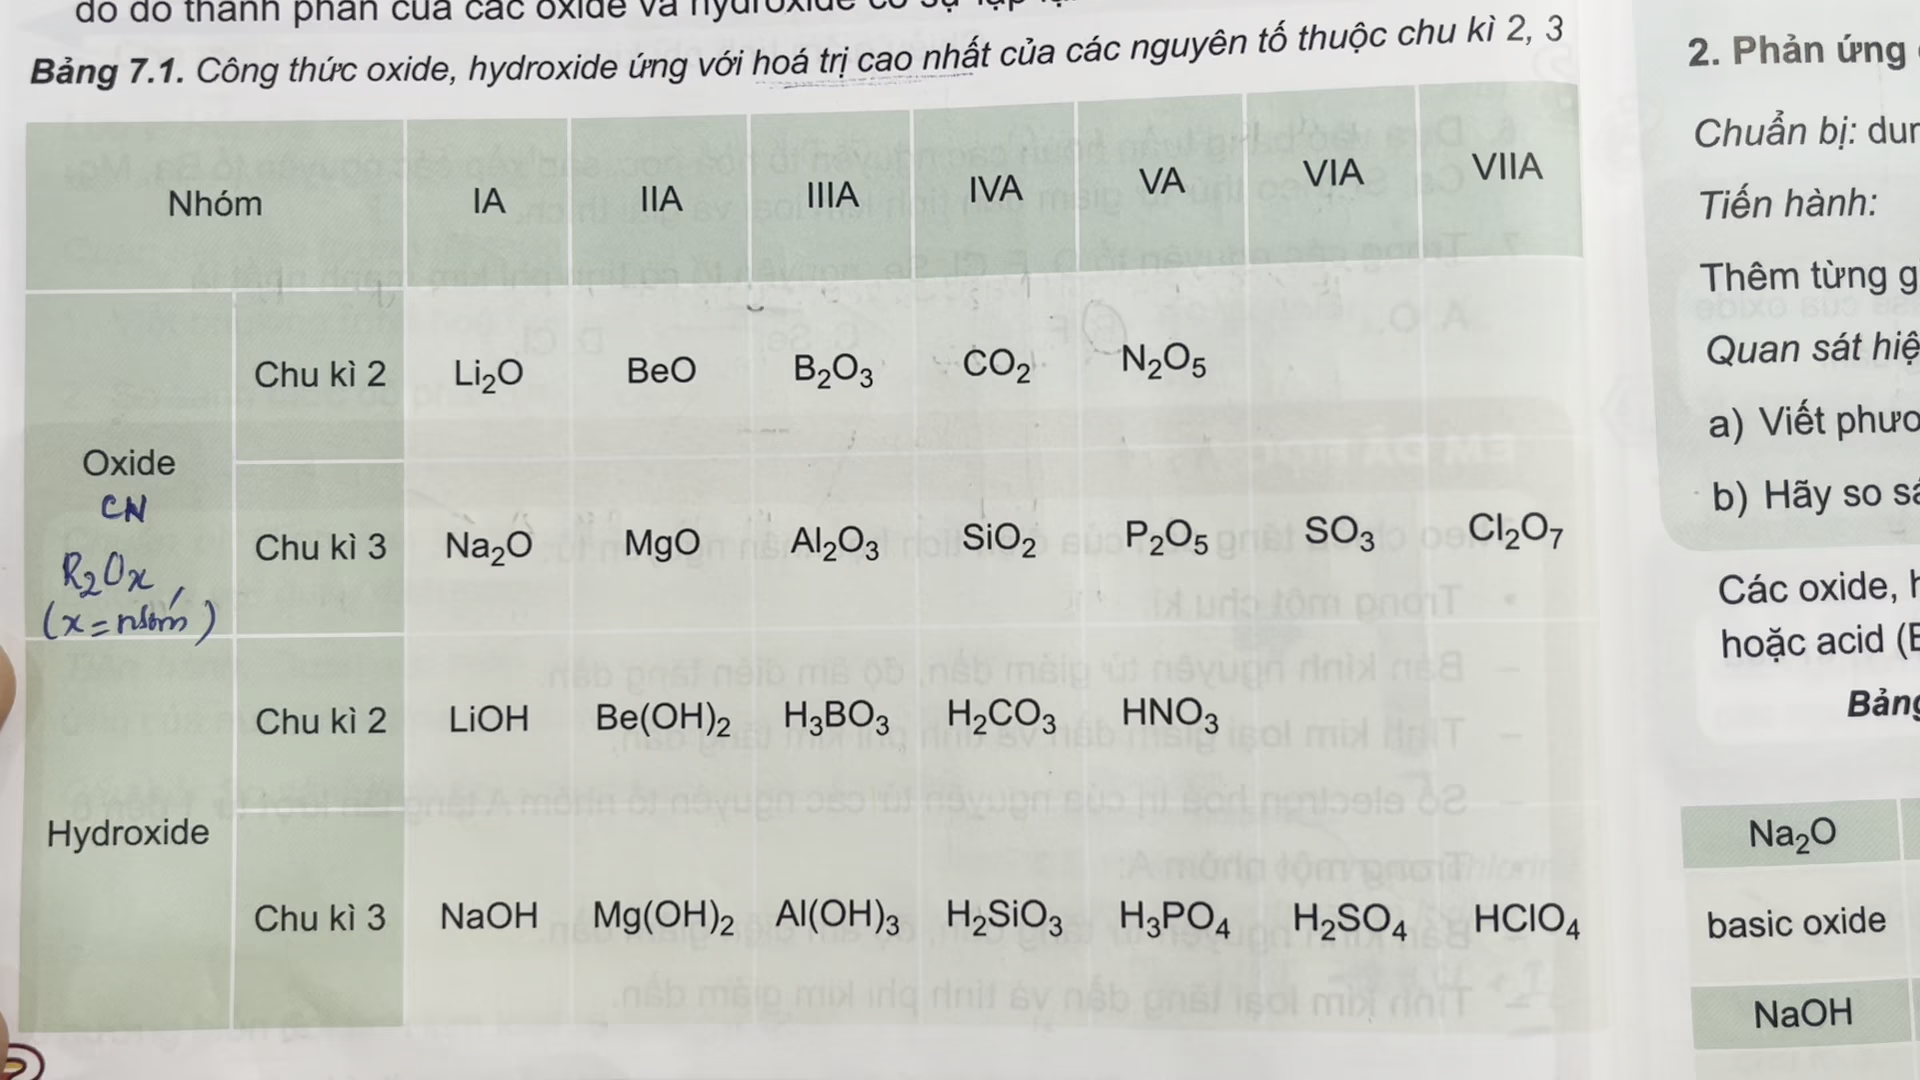 do do thành phần của các oxide và hydroxide có sự lặp lại
Bảng 7.1. Công thức oxide, hydroxide ứng với hoá trị cao nhất của các nguyên tố thuộc chu kì 2, 3
Nhóm IA IIA IIIA IVA VA VIA VIIA
Oxide
CN
R₂Oₓ
(x = nhóm)
Chu kì 2 Li₂O BeO B₂O₃ CO₂ N₂O₅
Chu kì 3 Na₂O MgO Al₂O₃ SiO₂ P₂O₅ SO₃ Cl₂O₇
Hydroxide
Chu kì 2 LiOH Be(OH)₂ H₃BO₃ H₂CO₃ HNO₃
Chu kì 3 NaOH Mg(OH)₂ Al(OH)₃ H₂SiO₃ H₃PO₄ H₂SO₄ HClO₄
2. Phản ứng
Chuẩn bị:
Tiến hành:
Thêm từng
Quan sát
a) Viết
b) Hãy so
Các oxide,
hoặc acid
Bảng
Na₂O
basic oxide
NaOH